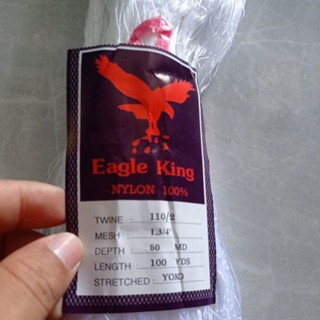 Eagle King
NYLON 100%
TWINE : 110/2
MESH : 1.3/4"
DEPTH : 50 MD
LENGTH : 100 YDS
STRETCHED : YOKO